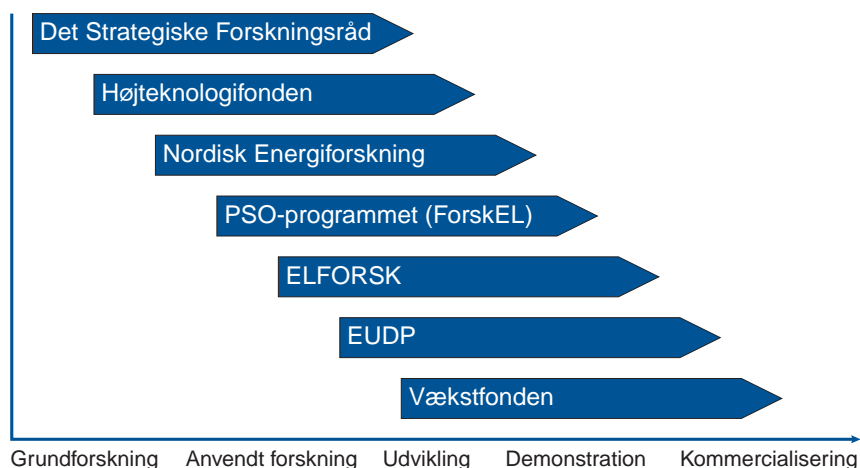 Det Strategiske Forskningsråd
Højteknologifonden
Nordisk Energiforskning
PSO-programmet (ForskEL)
ELFORSK
EUDP
Vækstfonden
Grundforskning Anvendt forskning Udvikling Demonstration Kommercialisering